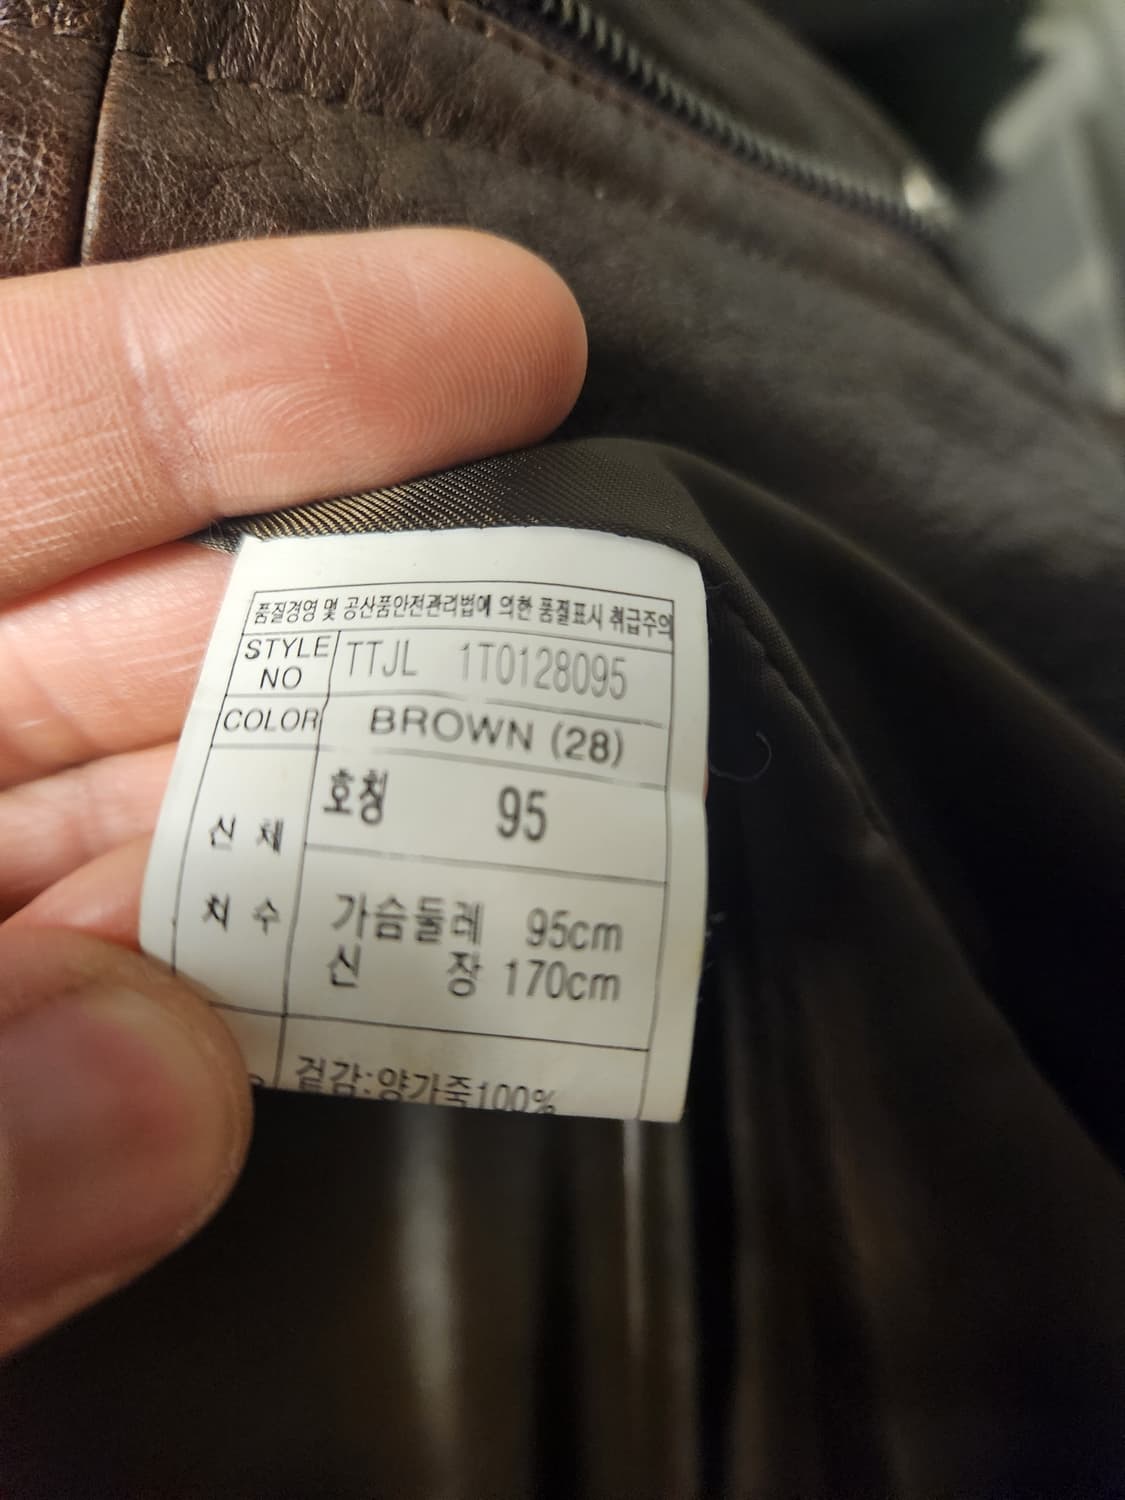 품질경영 및 공산품안전관리법에 의한 품질표시 취급주의
STYLE NO TTJL 1T0128095
COLOR BROWN (28)
신체 치수
호칭 95
가슴둘레 95cm
신장 170cm
겉감:양가죽100%